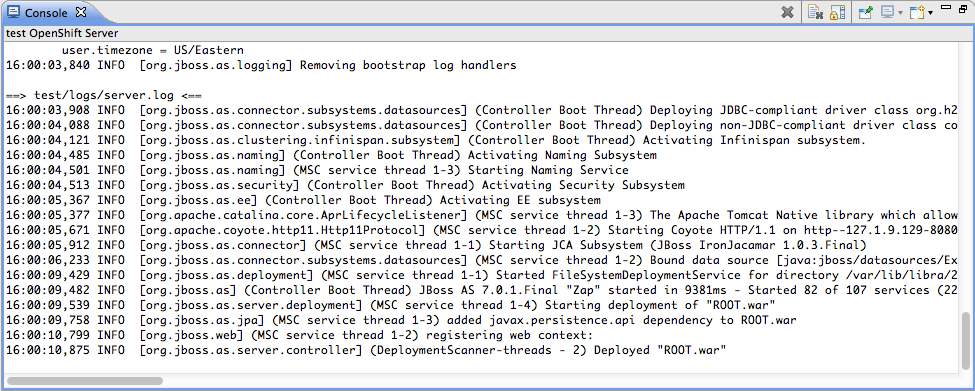 Console
test OpenShift Server
user.timezone = US/Eastern
16:00:03,840 INFO  [org.jboss.as.logging] Removing bootstrap log handlers
==> test/logs/server.log <==
16:00:03,908 INFO  [org.jboss.as.connector.subsystems.datasources] (Controller Boot Thread) Deploying JDBC-compliant driver class org.h2
16:00:04,088 INFO  [org.jboss.as.connector.subsystems.datasources] (Controller Boot Thread) Deploying non-JDBC-compliant driver class co
16:00:04,121 INFO  [org.jboss.as.clustering.infinispan.subsystem] (Controller Boot Thread) Activating Infinispan subsystem.
16:00:04,485 INFO  [org.jboss.as.naming] (Controller Boot Thread) Activating Naming Subsystem
16:00:04,501 INFO  [org.jboss.as.naming] (MSC service thread 1-3) Starting Naming Service
16:00:04,513 INFO  [org.jboss.as.security] (Controller Boot Thread) Activating Security Subsystem
16:00:05,367 INFO  [org.jboss.as.ee] (Controller Boot Thread) Activating EE subsystem
16:00:05,377 INFO  [org.apache.catalina.core.AprLifecycleListener] (MSC service thread 1-3) The Apache Tomcat Native library which allow
16:00:05,671 INFO  [org.apache.coyote.http11.Http11Protocol] (MSC service thread 1-2) Starting Coyote HTTP/1.1 on http--127.1.9.129-8080
16:00:05,912 INFO  [org.jboss.as.connector] (MSC service thread 1-1) Starting JCA Subsystem (JBoss IronJacamar 1.0.3.Final)
16:00:06,233 INFO  [org.jboss.as.connector.subsystems.datasources] (MSC service thread 1-2) Bound data source [java:jboss/datasources/Ex
16:00:09,429 INFO  [org.jboss.as.deployment] (MSC service thread 1-1) Started FileSystemDeploymentService for directory /var/lib/libra/2
16:00:09,482 INFO  [org.jboss.as] (Controller Boot Thread) JBoss AS 7.0.1.Final "Zap" started in 9381ms - Started 82 of 107 services (22
16:00:09,539 INFO  [org.jboss.as.server.deployment] (MSC service thread 1-4) Starting deployment of "ROOT.war"
16:00:09,758 INFO  [org.jboss.as.jpa] (MSC service thread 1-3) added javax.persistence.api dependency to ROOT.war
16:00:10,799 INFO  [org.jboss.web] (MSC service thread 1-2) registering web context:
16:00:10,875 INFO  [org.jboss.as.server.controller] (DeploymentScanner-threads - 2) Deployed "ROOT.war"